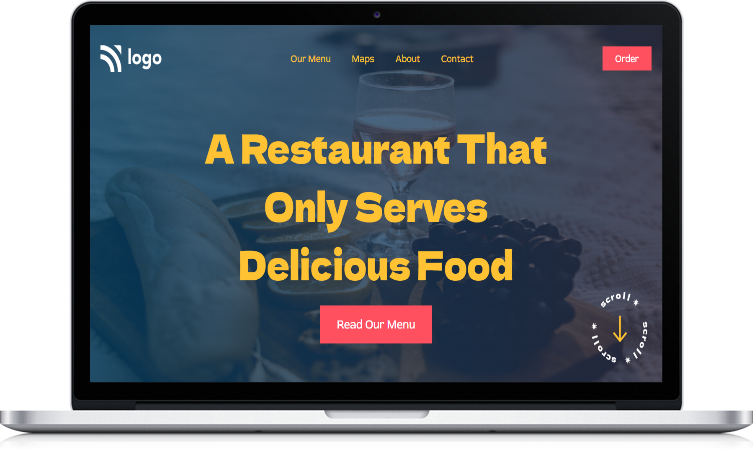 logo
Our Menu Maps About Contact
Order
A Restaurant That
Only Serves
Delicious Food
Read Our Menu
scroll * scroll * scroll *